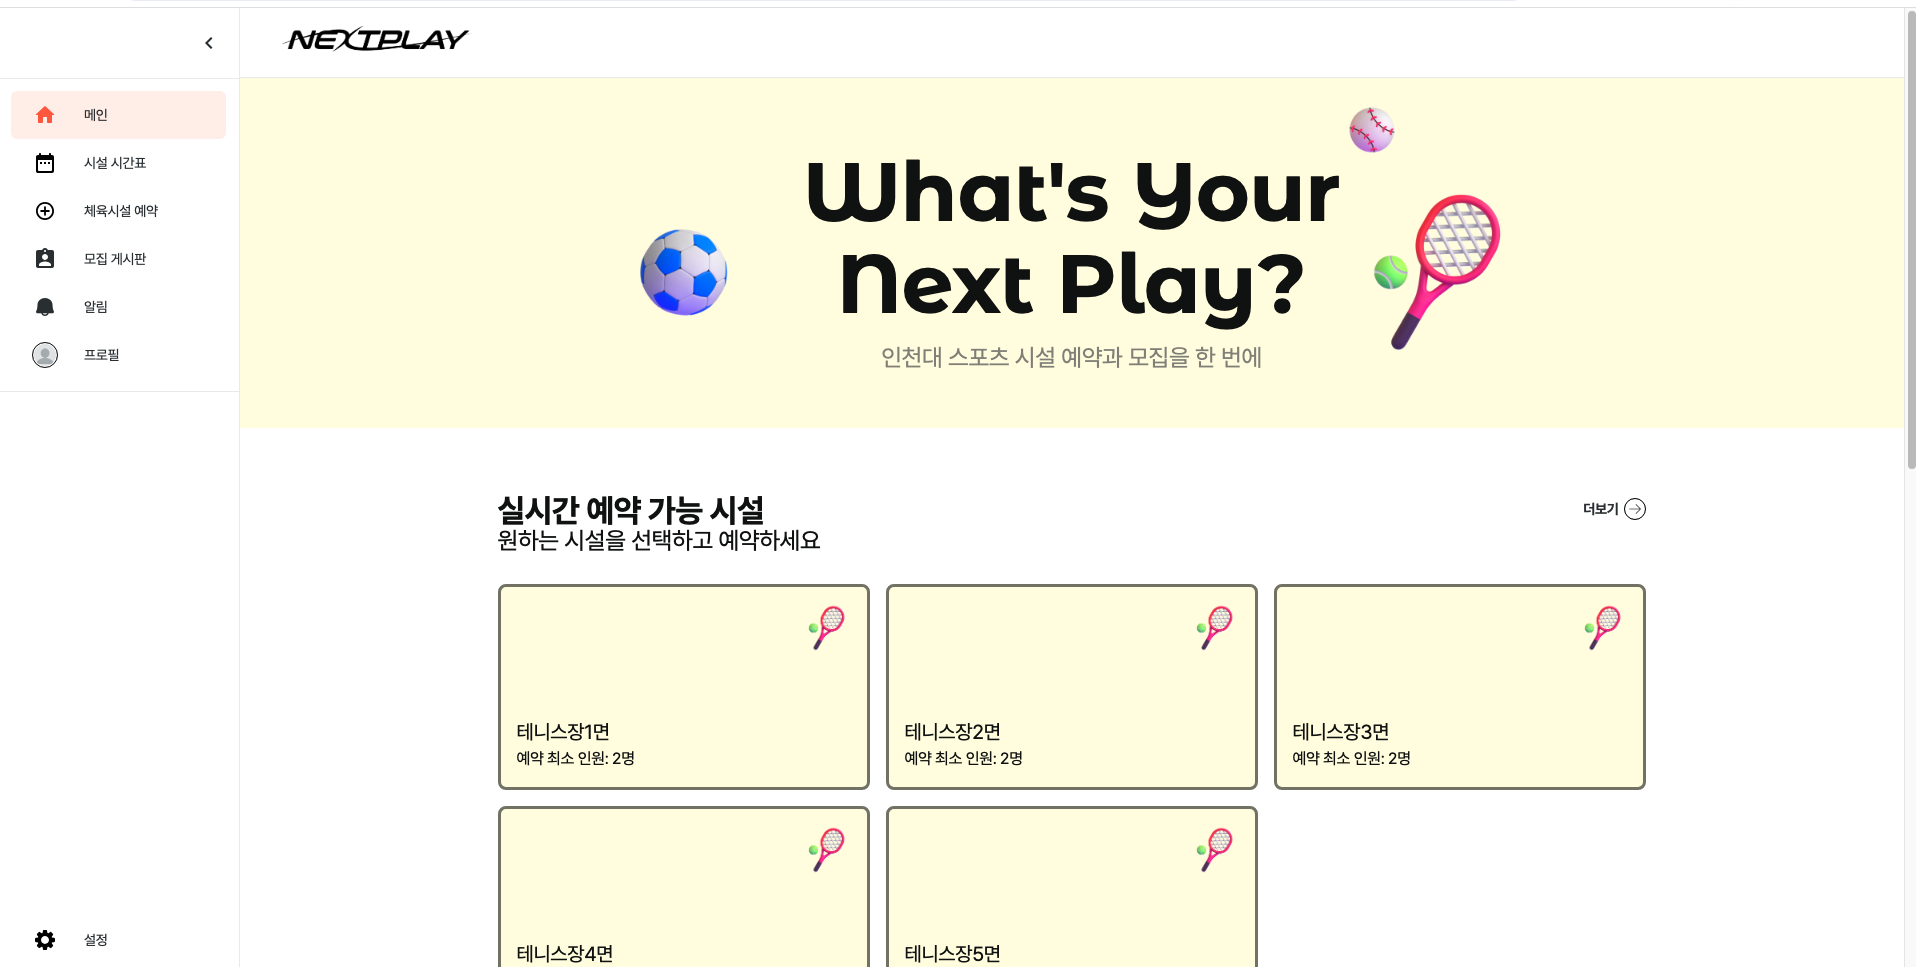 NEXTPLAY
메인
시설 시간표
체육시설 예약
모집 게시판
알림
프로필
설정
What's Your
Next Play?
인천대 스포츠 시설 예약과 모집을 한 번에
실시간 예약 가능 시설
더보기
원하는 시설을 선택하고 예약하세요
테니스장1면
예약 최소 인원: 2명
테니스장2면
예약 최소 인원: 2명
테니스장3면
예약 최소 인원: 2명
테니스장4면
테니스장5면